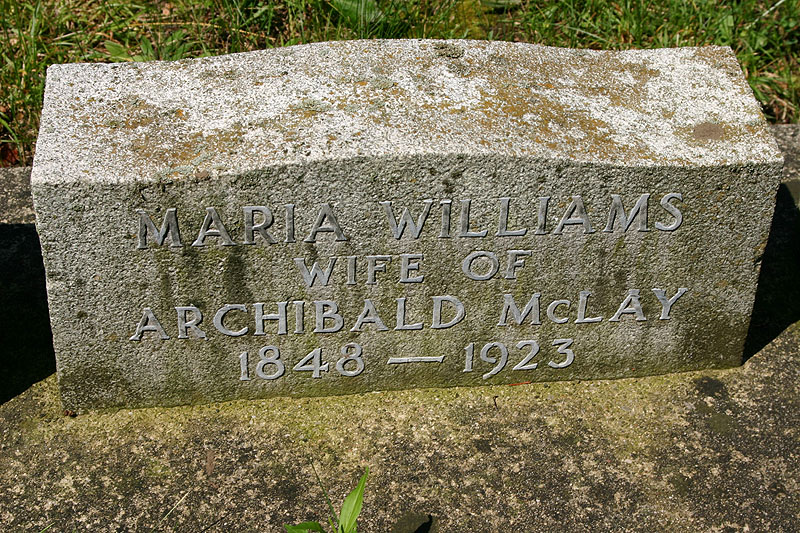 MARIA WILLIAMS
WIFE OF
ARCHIBALD McLAY
1848 — 1923